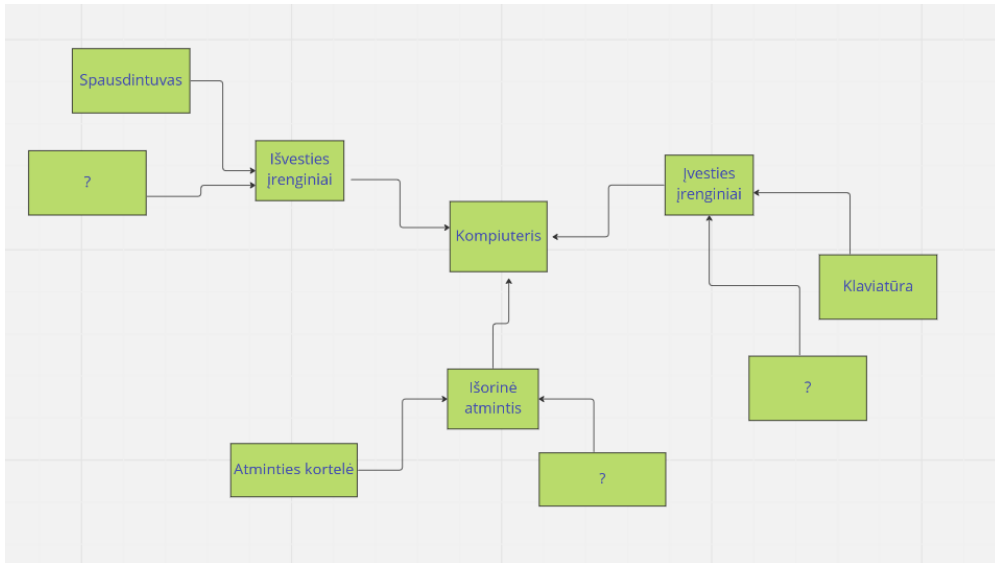 Spausdintuvas
?
Išvesties
įrenginiai
Kompiuteris
Įvesties
įrenginiai
Klaviatūra
?
Išorinė
atmintis
Atminties kortelė
?